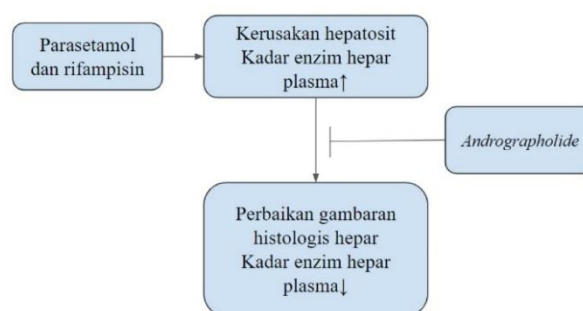 Parasetamol
dan rifampisin
Kerusakan hepatosit
Kadar enzim hepar
plasma↑
Andrographolide
Perbaikan gambaran
histologis hepar
Kadar enzim hepar
plasma↓